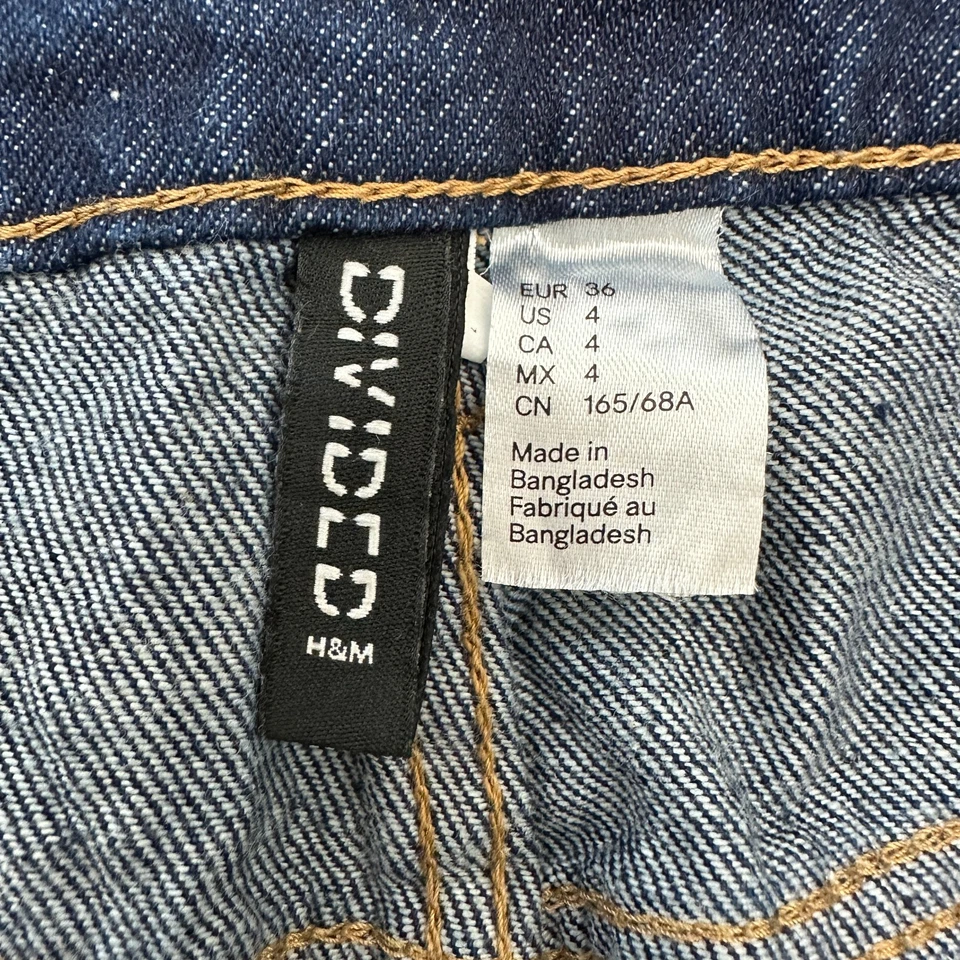 DIVIDED
H&M
EUR 36
US 4
CA 4
MX 4
CN 165/68A
Made in
Bangladesh
Fabriqué au
Bangladesh